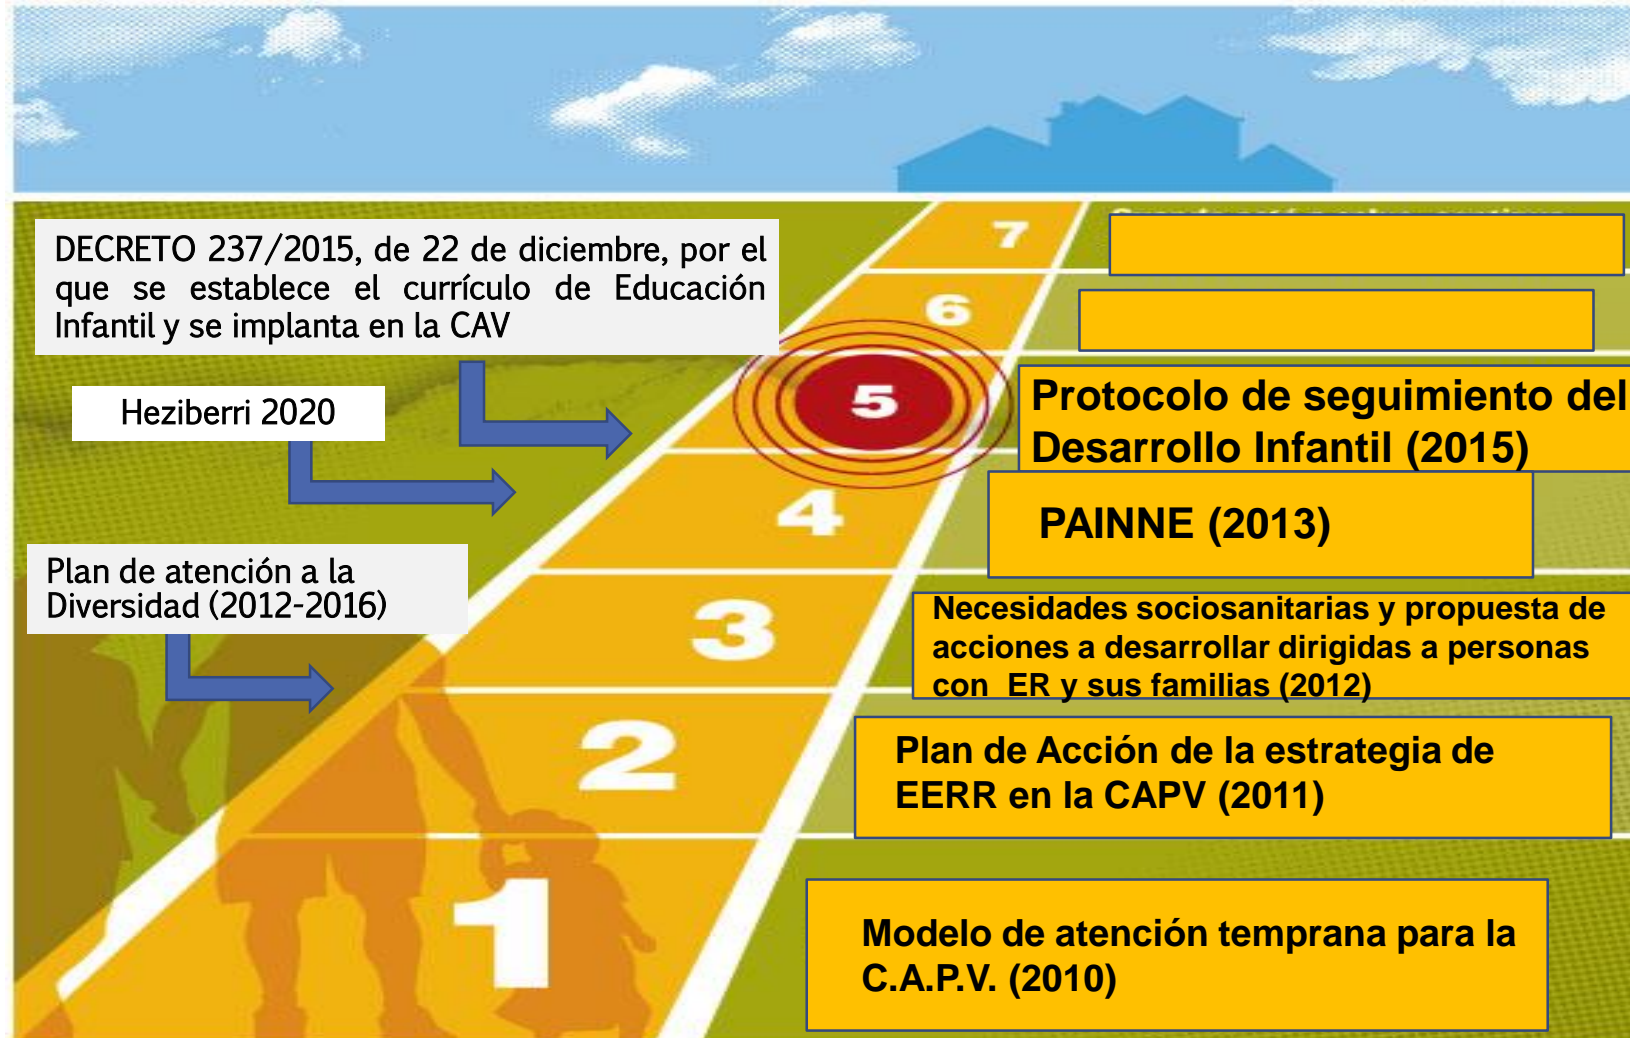 DECRETO 237/2015, de 22 de diciembre, por el
que se establece el currículo de Educación
Infantil y se implanta en la CAV
Heziberri 2020
Plan de atención a la
Diversidad (2012-2016)
7
6
5
Protocolo de seguimiento del
Desarrollo Infantil (2015)
4
PAINNE (2013)
3
Necesidades sociosanitarias y propuesta de
acciones a desarrollar dirigidas a personas
con ER y sus familias (2012)
2
Plan de Acción de la estrategia de
EERR en la CAPV (2011)
1
Modelo de atención temprana para la
C.A.P.V. (2010)